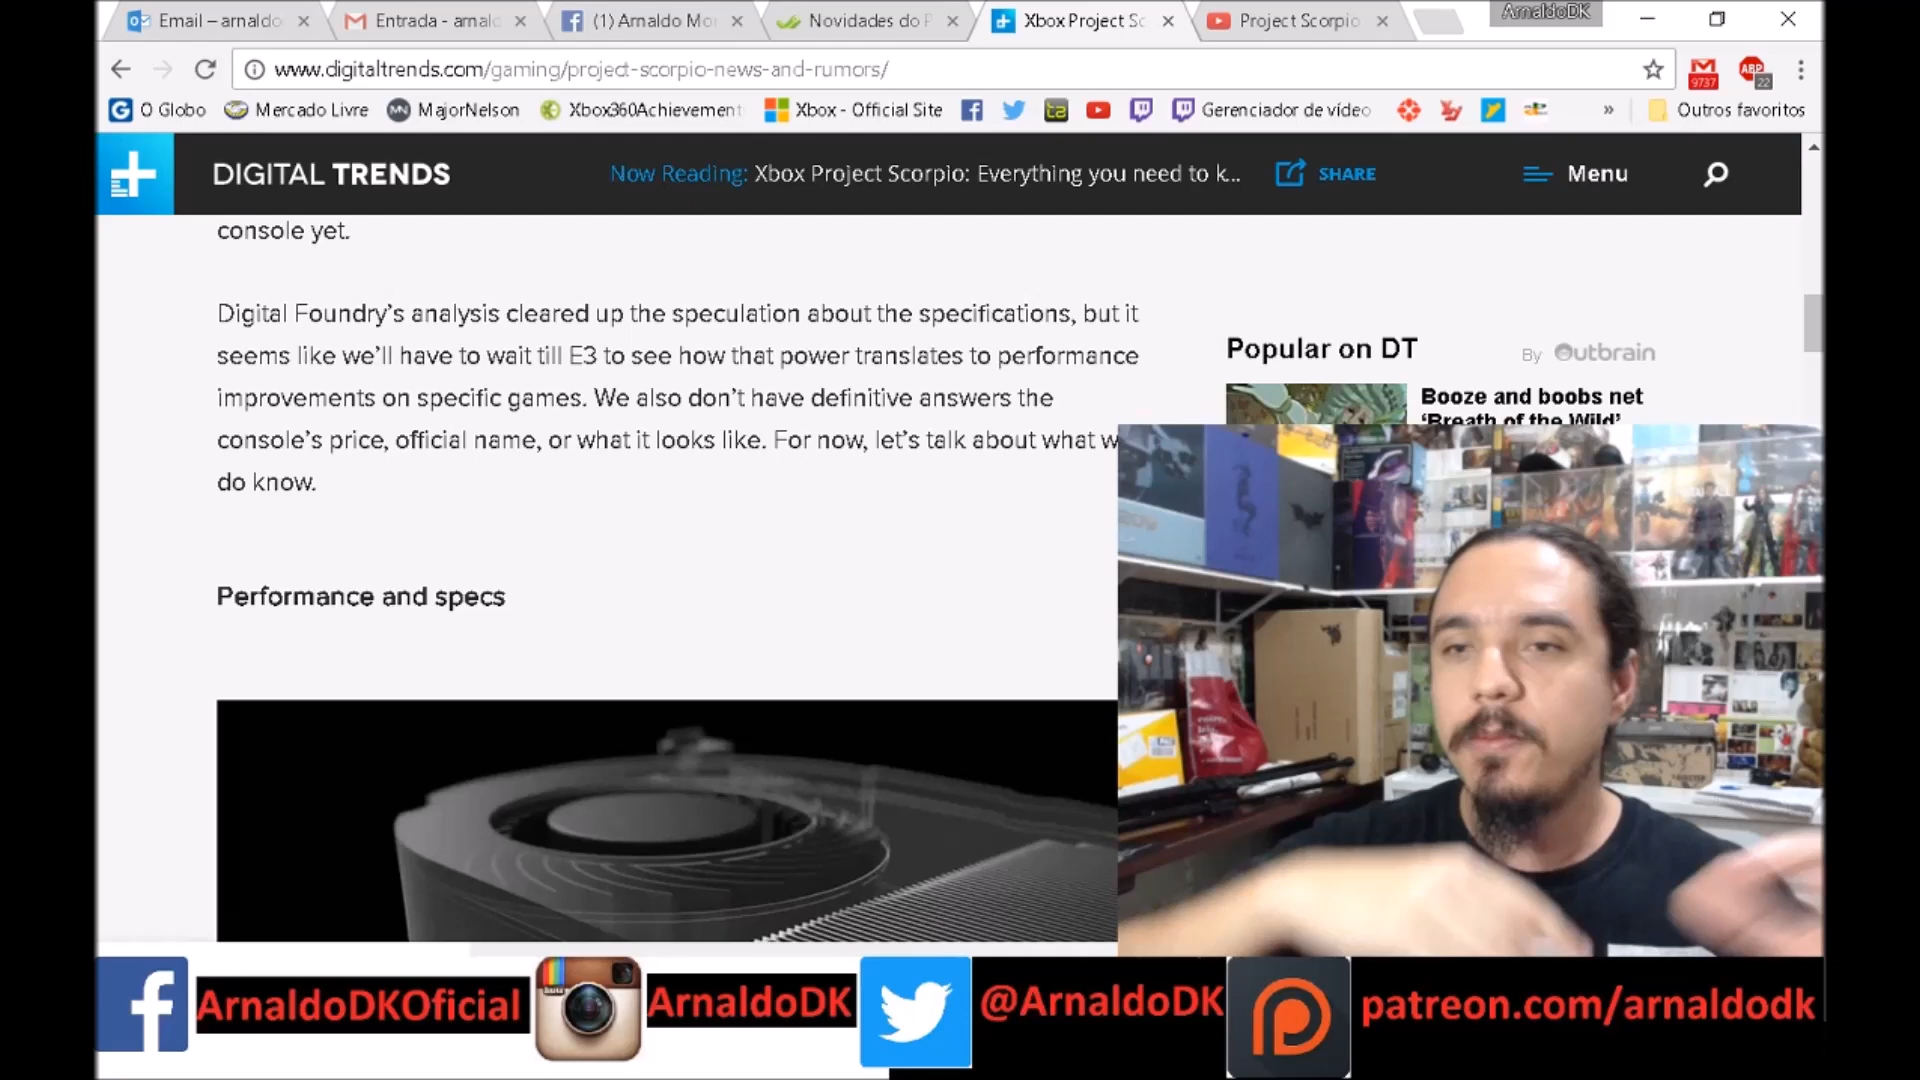 Email – arnaldo
Entrada - arnal
(1) Arnaldo Mo
Novidades do P
Xbox Project Sc
Project Scorpio
ArnaldoDK
www.digitaltrends.com/gaming/project-scorpio-news-and-rumors/
9737
ABP
22
O Globo
Mercado Livre
MajorNelson
Xbox360Achievement
Xbox - Official Site
Gerenciador de vídeo
»
Outros favoritos
DIGITAL TRENDS
Now Reading: Xbox Project Scorpio: Everything you need to k...
SHARE
Menu
console yet.
Digital Foundry’s analysis cleared up the speculation about the specifications, but it
seems like we’ll have to wait till E3 to see how that power translates to performance
improvements on specific games. We also don’t have definitive answers the
console’s price, official name, or what it looks like. For now, let’s talk about what w
do know.
Performance and specs
Popular on DT
By Outbrain
Booze and boobs net
‘Breath of the Wild’
ArnaldoDKOficial
ArnaldoDK
@ArnaldoDK
patreon.com/arnaldodk